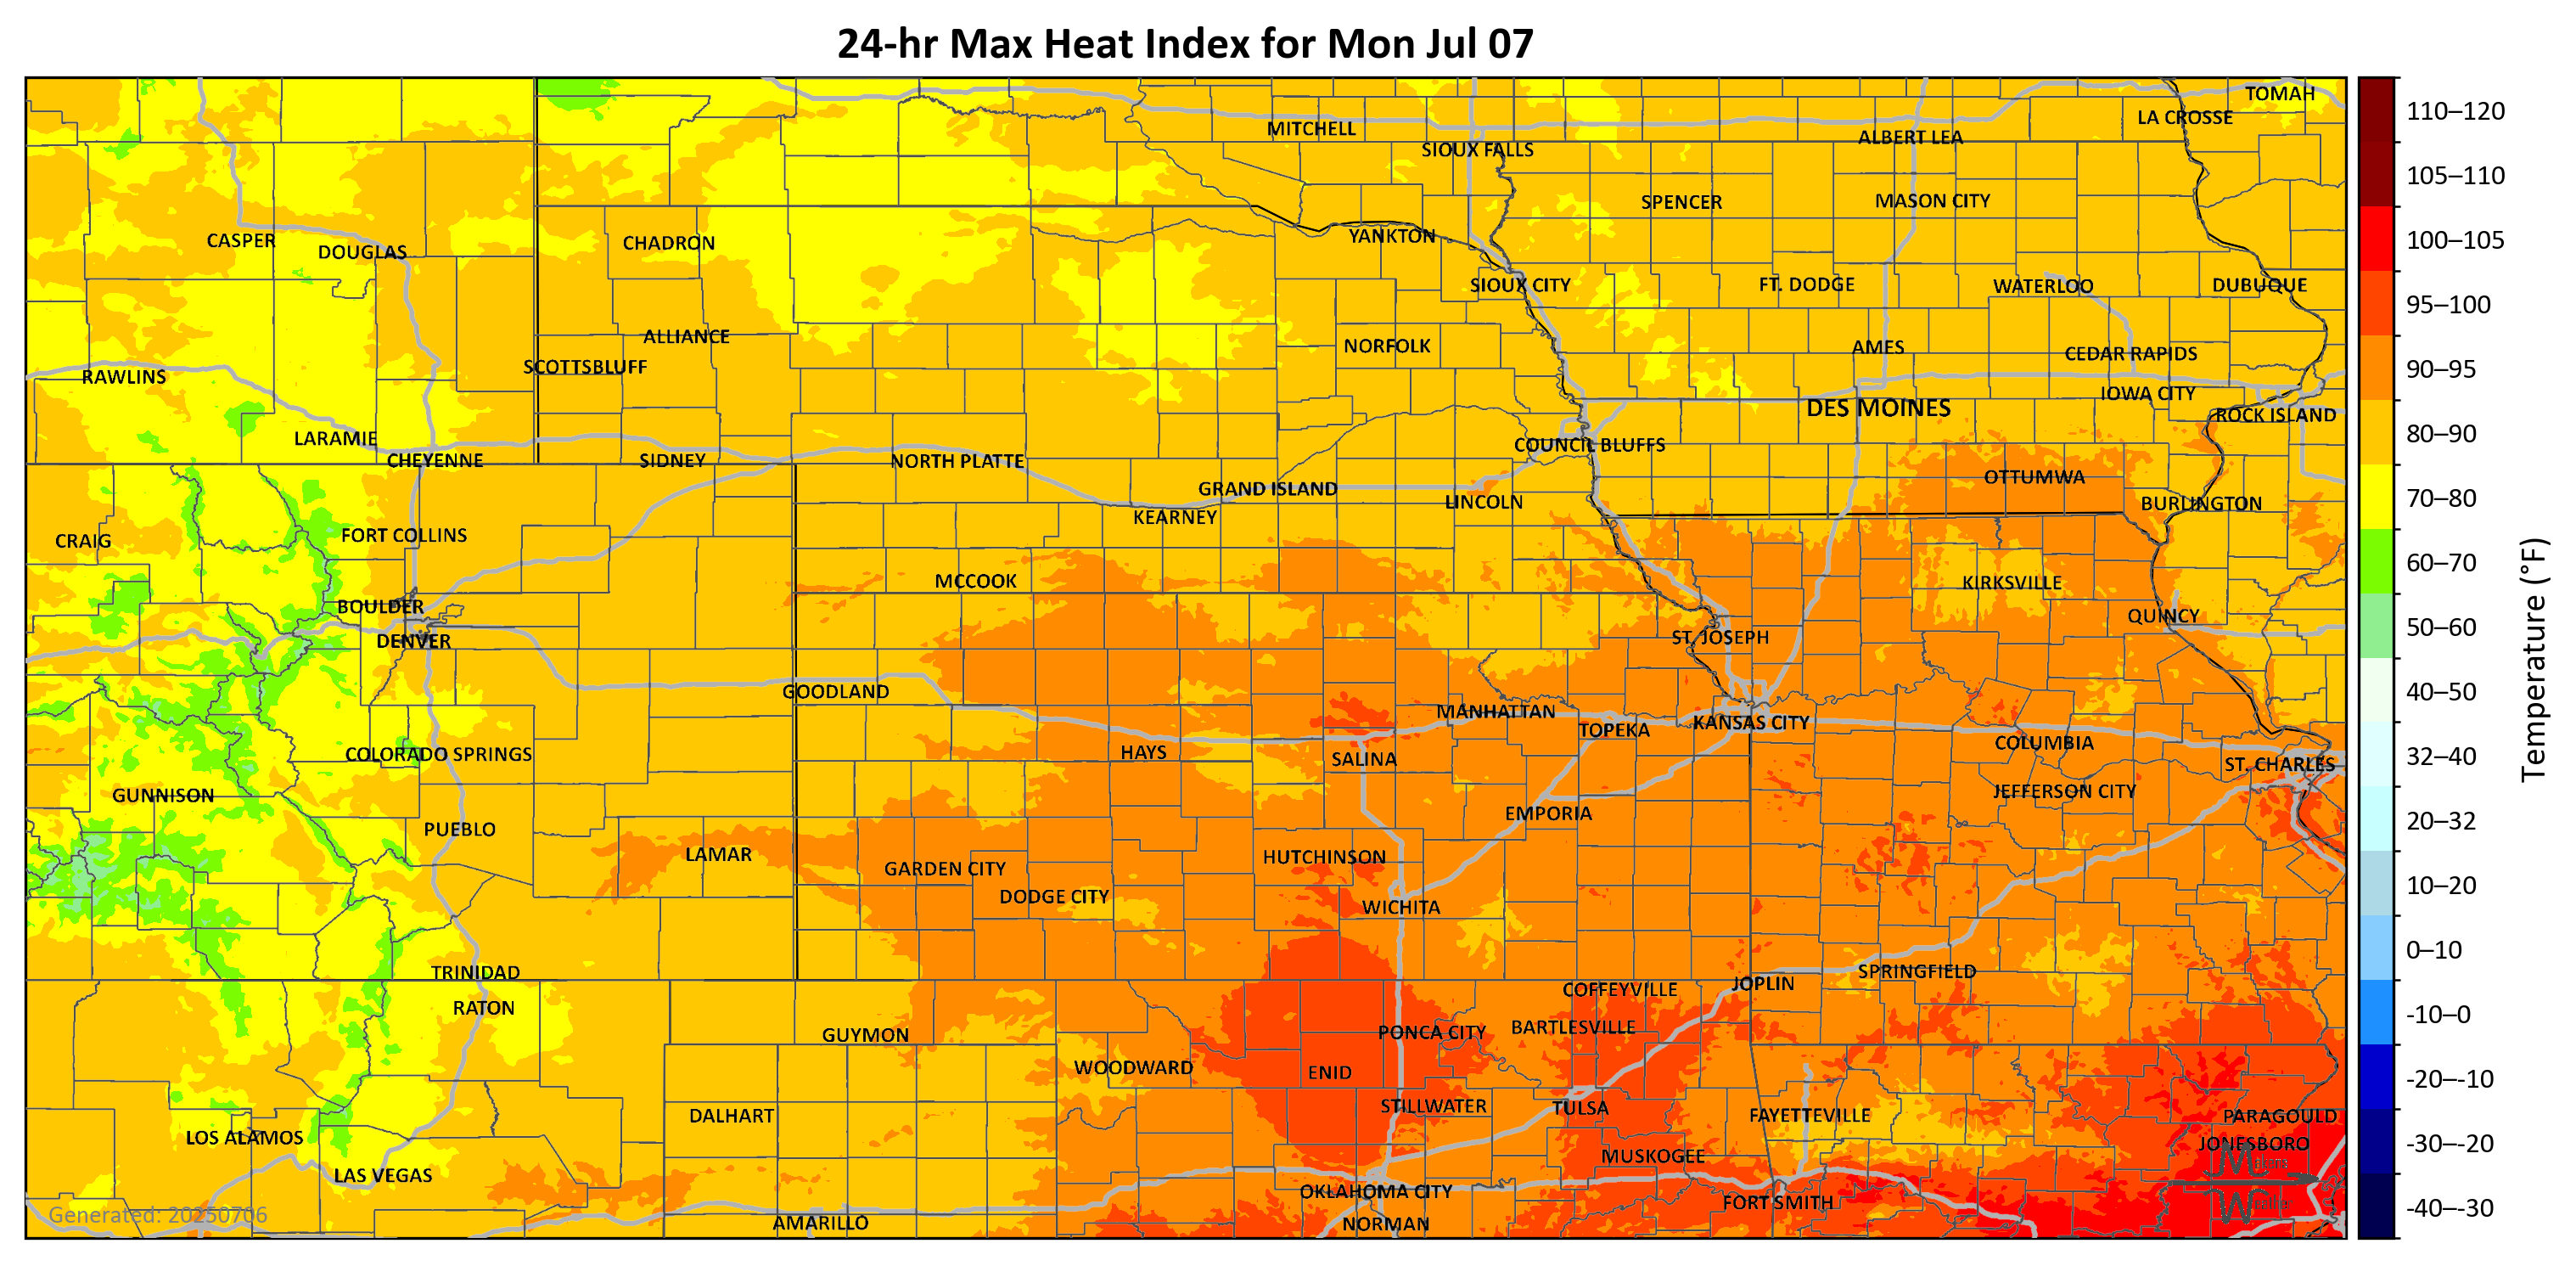 24-hr Max Heat Index for Mon Jul 07
TOMAH
LA CROSSE
MITCHELL
ALBERT LEA
SIOUX FALLS
SPENCER
MASON CITY
YANKTON
CASPER
DOUGLAS
CHADRON
SIOUX CITY
FT. DODGE
WATERLOO
DUBUQUE
ALLIANCE
NORFOLK
AMES
CEDAR RAPIDS
SCOTTSBLUFF
RAWLINS
IOWA CITY
DES MOINES
ROCK ISLAND
LARAMIE
COUNCIL BLUFFS
CHEYENNE
SIDNEY
NORTH PLATTE
OTTUMWA
GRAND ISLAND
LINCOLN
BURLINGTON
KEARNEY
FORT COLLINS
CRAIG
MCCOOK
KIRKSVILLE
BOULDER
QUINCY
DENVER
ST. JOSEPH
GOODLAND
MANHATTAN
KANSAS CITY
TOPEKA
COLUMBIA
COLORADO SPRINGS
HAYS
SALINA
ST. CHARLES
GUNNISON
JEFFERSON CITY
EMPORIA
PUEBLO
LAMAR
HUTCHINSON
GARDEN CITY
DODGE CITY
WICHITA
TRINIDAD
SPRINGFIELD
JOPLIN
COFFEYVILLE
RATON
GUYMON
PONCA CITY
BARTLESVILLE
WOODWARD
ENID
STILLWATER
TULSA
DALHART
FAYETTEVILLE
PARAGOULD
LOS ALAMOS
JONESBORO
MUSKOGEE
LAS VEGAS
OKLAHOMA CITY
FORT SMITH
AMARILLO
NORMAN
Generated: 20250706
110–120
105–110
100–105
95–100
90–95
80–90
70–80
60–70
50–60
40–50
32–40
20–32
10–20
0–10
-10–0
-20–-10
-30–-20
-40–-30
Temperature (°F)